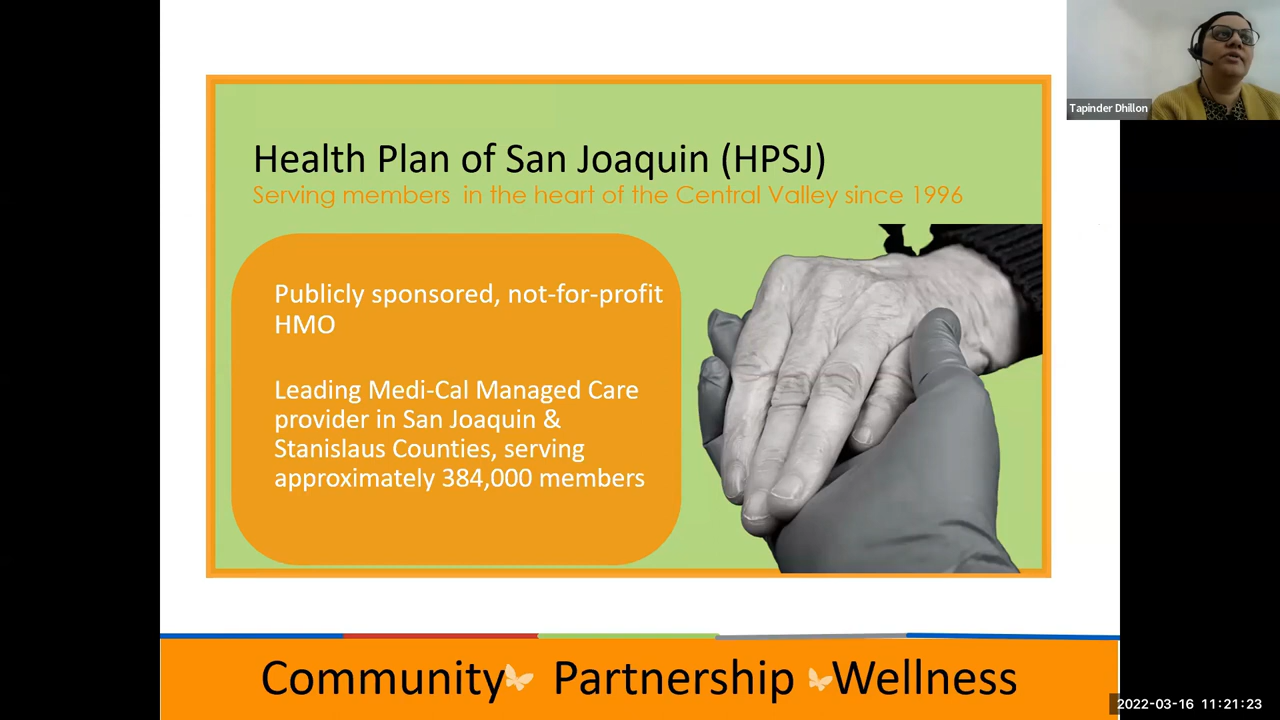 Tapinder Dhillon
Health Plan of San Joaquin (HPSJ)
Serving members in the heart of the Central Valley since 1996
Publicly sponsored, not-for-profit
HMO
Leading Medi-Cal Managed Care
provider in San Joaquin &
Stanislaus Counties, serving
approximately 384,000 members
Community Partnership Wellness
2022-03-16 11:21:23